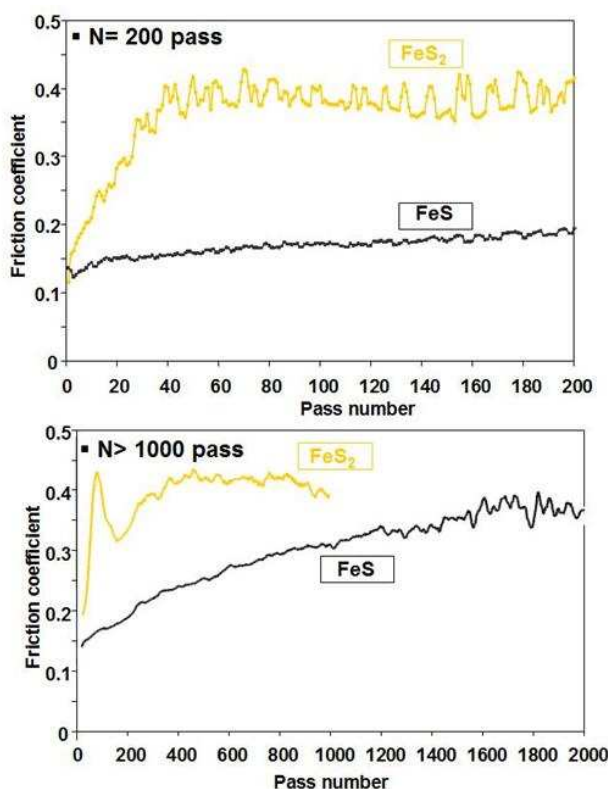 ▪ N= 200 pass
FeS₂
FeS
Friction coefficient
0.5
0.4
0.3
0.2
0.1
0
0 20 40 60 80 100 120 140 160 180 200
Pass number
▪ N> 1000 pass
FeS₂
FeS
Friction coefficient
0.5
0.4
0.3
0.2
0.1
0
0 200 400 600 800 1000 1200 1400 1600 1800 2000
Pass number